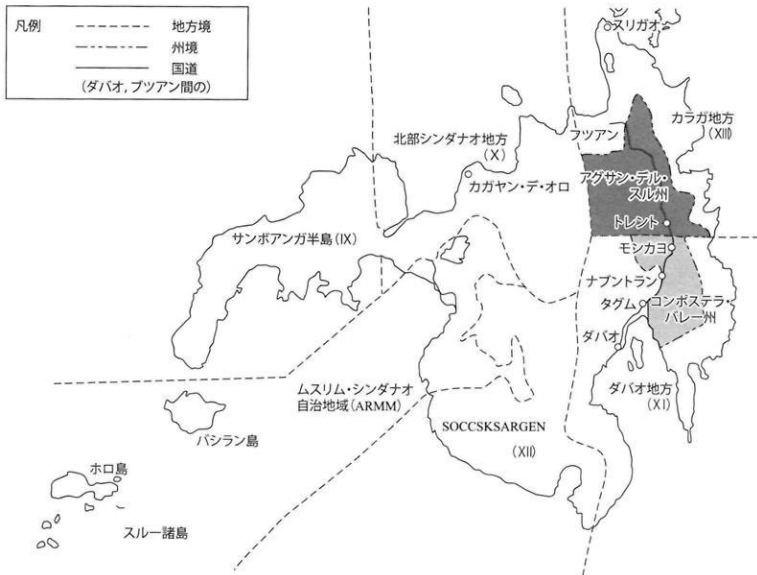 凡例
地方境
州境
国道
(ダバオ, ブツアン間の)
スリガオ
カラガ地方
(XIII)
ブツアン
北部シンダナオ地方
(X)
カガヤン・デ・オロ
アグサン・デル・
スル州
トレント
サンボアンガ半島(IX)
モンカヨ
ナブントラン
タグム
コンポステラ・
バレー州
ダバオ
ムスリム・シンダナオ
自治地域(ARMM)
ダバオ地方
(XI)
SOCCSKSARGEN
(XII)
バシラン島
ホロ島
スルー諸島